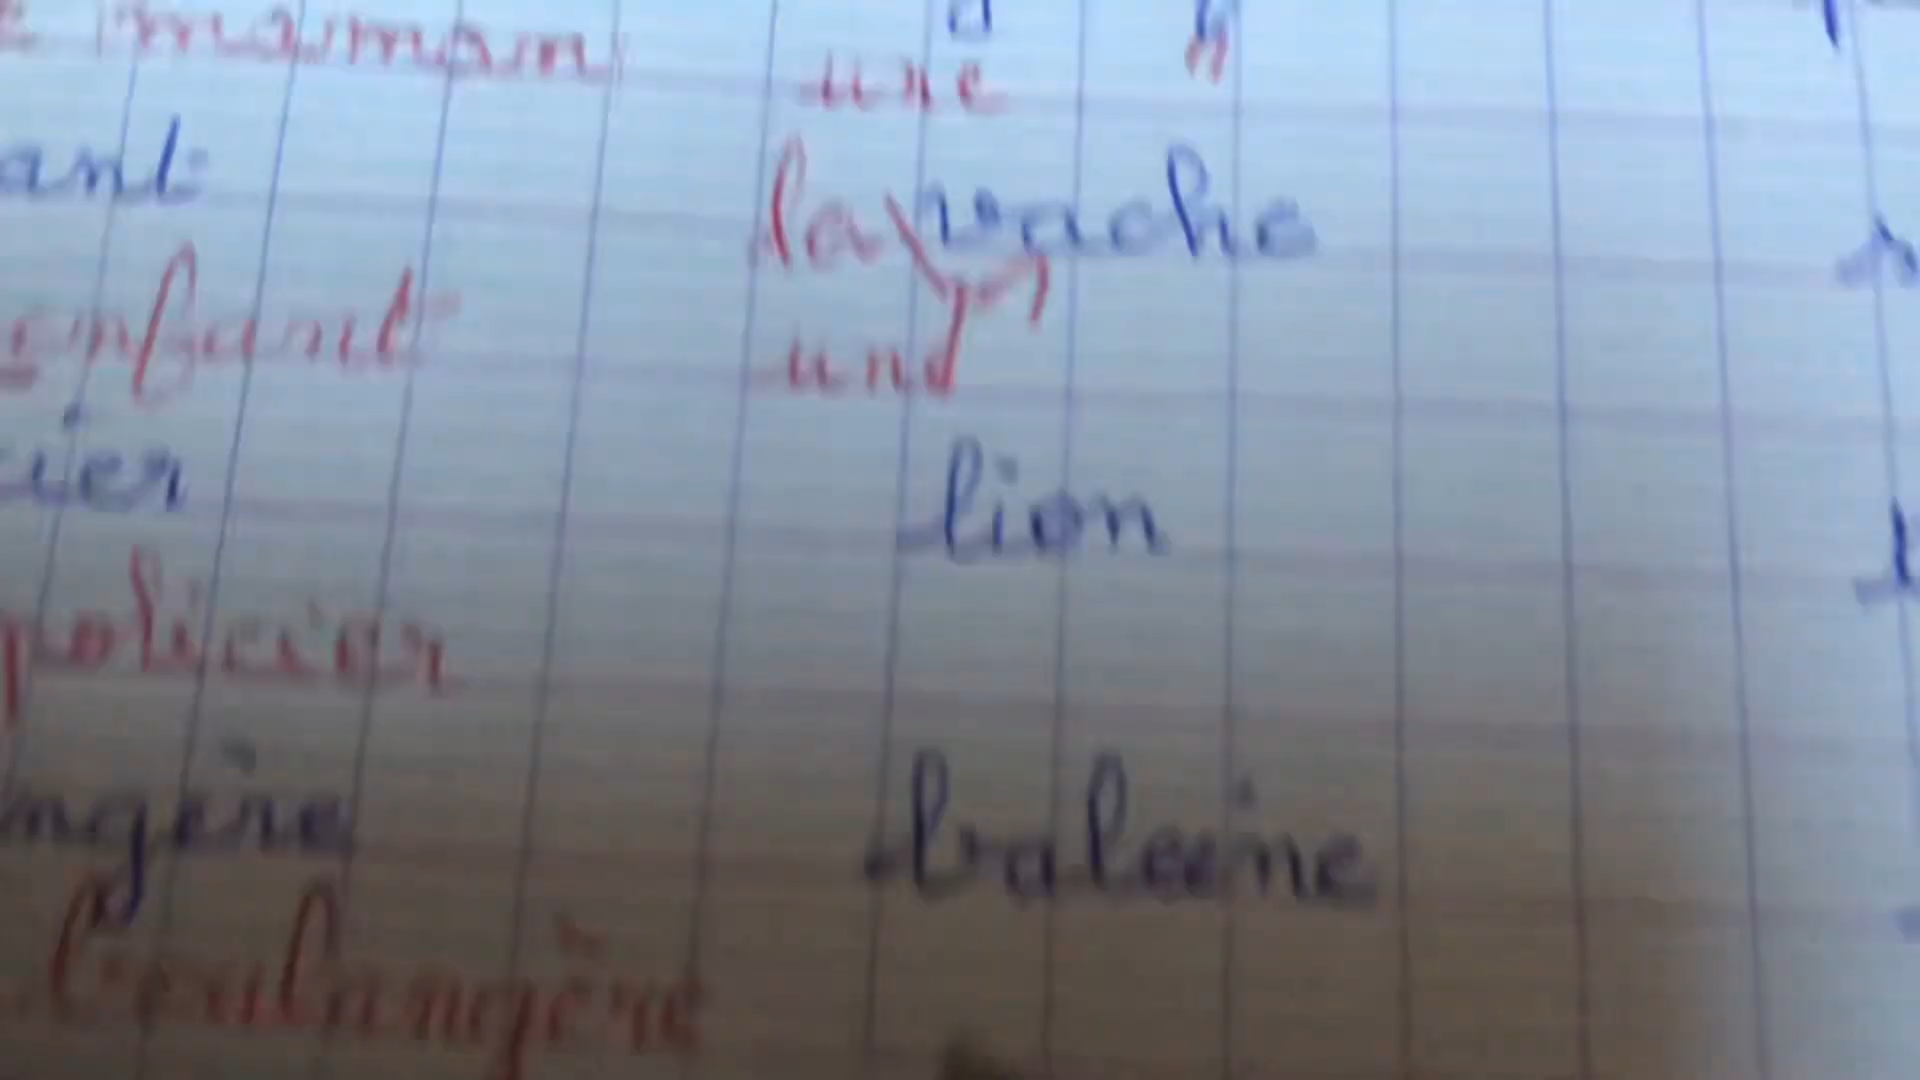 maman
une
ant
la vache
enfant
une
ier
lion
policier
ngère
baleine
boulangère